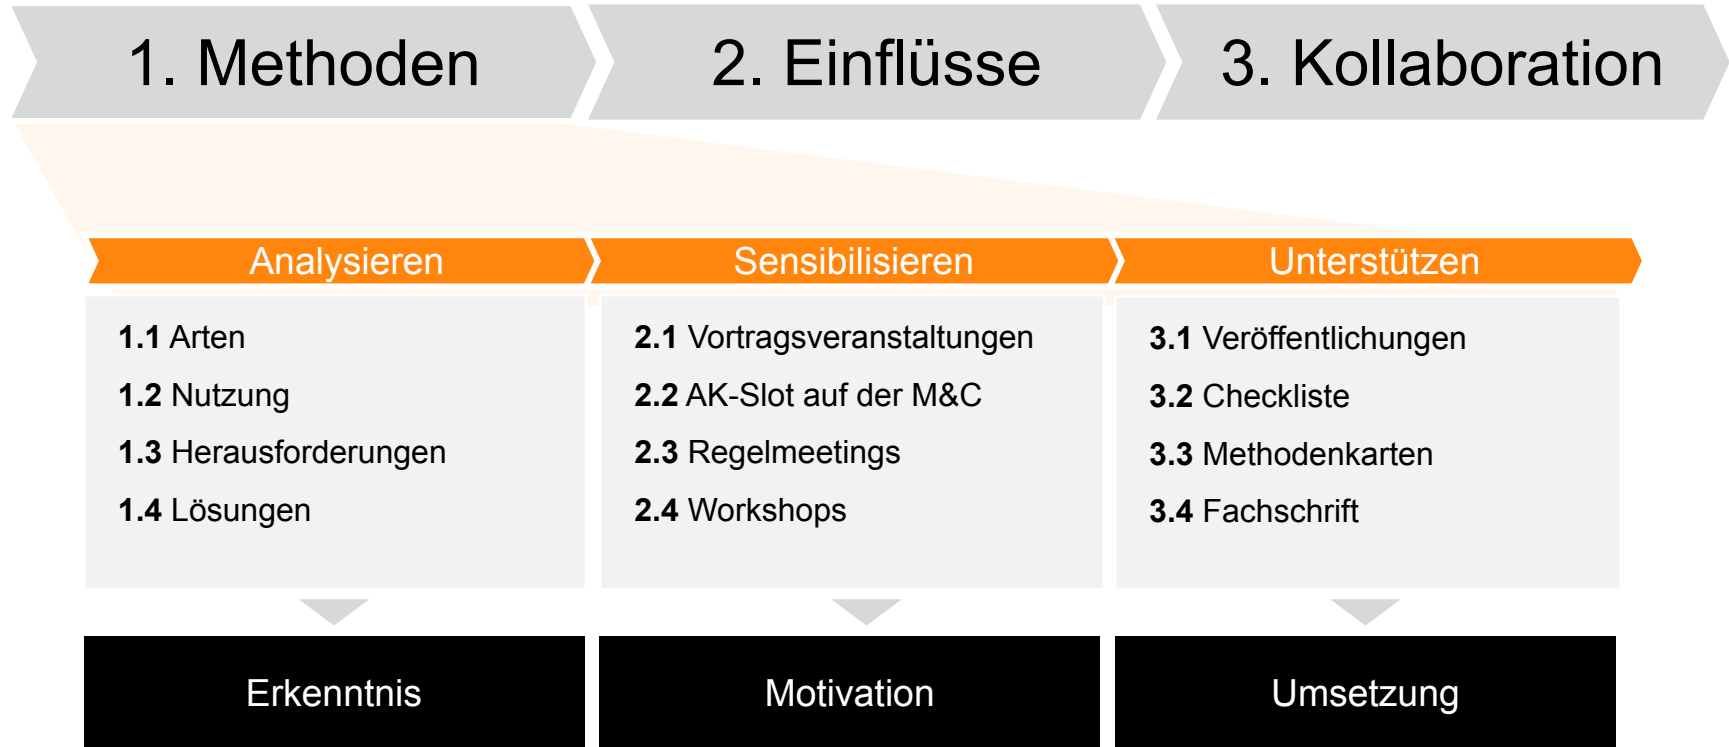 1. Methoden
2. Einflüsse
3. Kollaboration
Analysieren
Sensibilisieren
Unterstützen
1.1 Arten
1.2 Nutzung
1.3 Herausforderungen
1.4 Lösungen
2.1 Vortragsveranstaltungen
2.2 AK-Slot auf der M&C
2.3 Regelmeetings
2.4 Workshops
3.1 Veröffentlichungen
3.2 Checkliste
3.3 Methodenkarten
3.4 Fachschrift
Erkenntnis
Motivation
Umsetzung